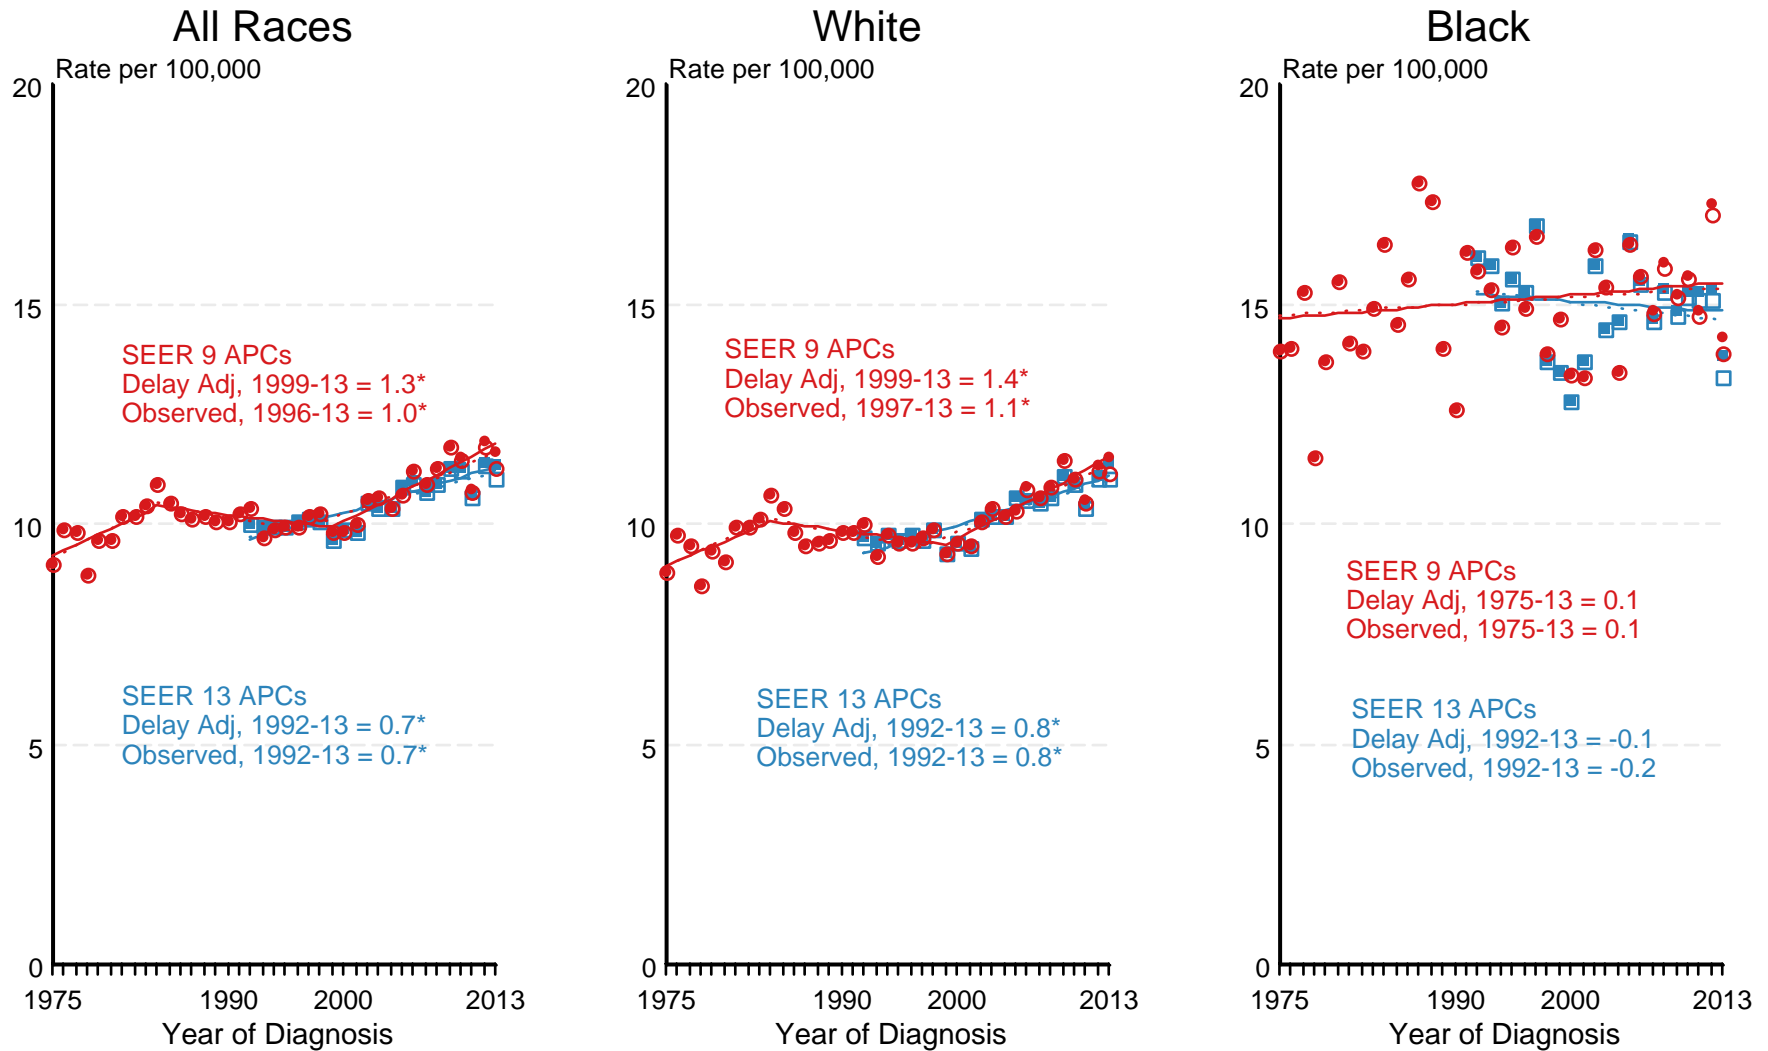 All Races
Rate per 100,000
20
15
10
5
0
SEER 9 APCs
Delay Adj, 1999-13 = 1.3*
Observed, 1996-13 = 1.0*
SEER 13 APCs
Delay Adj, 1992-13 = 0.7*
Observed, 1992-13 = 0.7*
1975 1990 2000 2013
Year of Diagnosis
White
Rate per 100,000
20
15
10
5
0
SEER 9 APCs
Delay Adj, 1999-13 = 1.4*
Observed, 1997-13 = 1.1*
SEER 13 APCs
Delay Adj, 1992-13 = 0.8*
Observed, 1992-13 = 0.8*
1975 1990 2000 2013
Year of Diagnosis
Black
Rate per 100,000
20
15
10
5
0
SEER 9 APCs
Delay Adj, 1975-13 = 0.1
Observed, 1975-13 = 0.1
SEER 13 APCs
Delay Adj, 1992-13 = -0.1
Observed, 1992-13 = -0.2
1975 1990 2000 2013
Year of Diagnosis